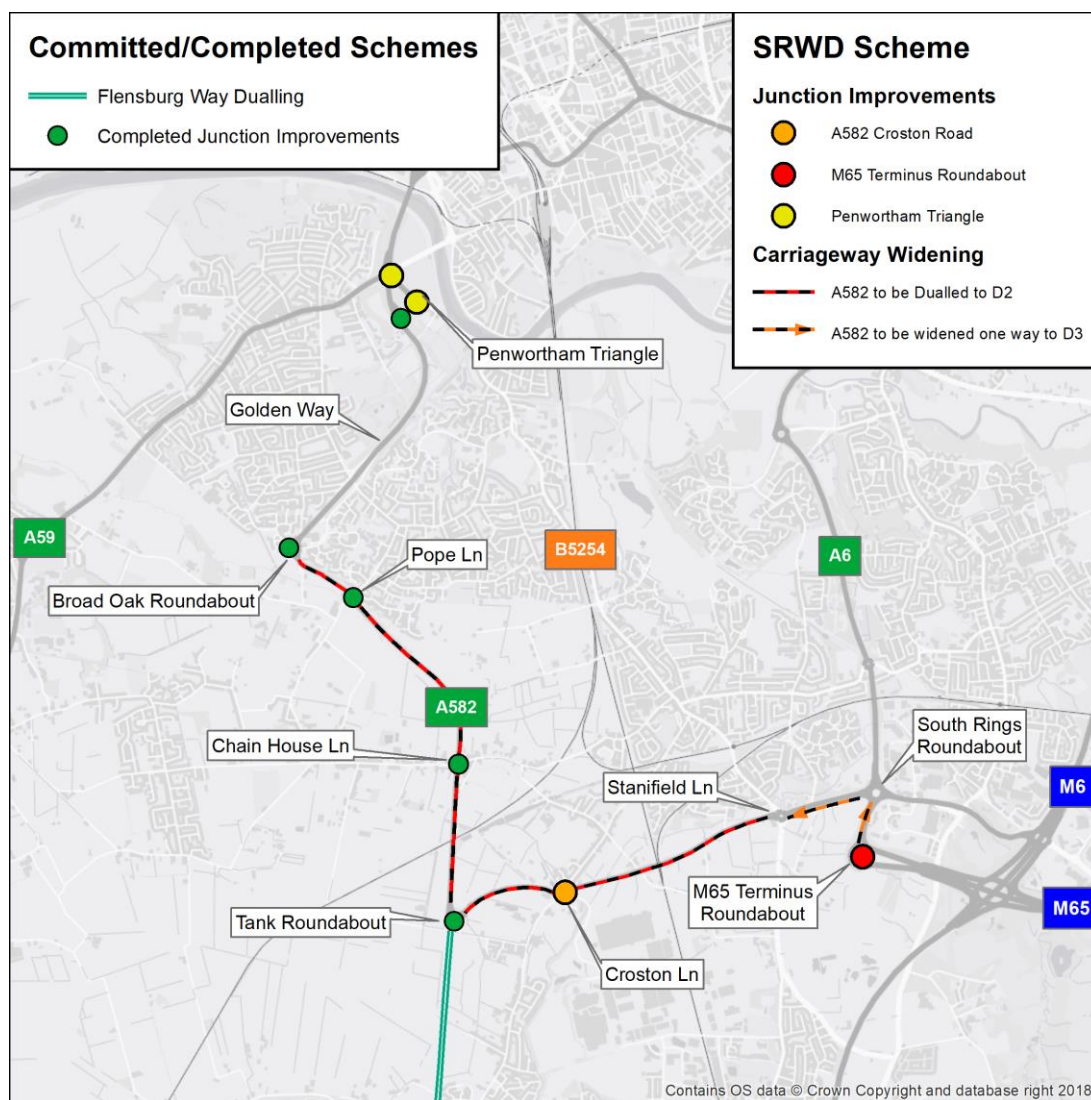 Committed/Completed Schemes
Flensburg Way Dualling
Completed Junction Improvements
SRWD Scheme
Junction Improvements
A582 Croston Road
M65 Terminus Roundabout
Penwortham Triangle
Carriageway Widening
A582 to be Dualled to D2
A582 to be widened one way to D3
Penwortham Triangle
Golden Way
A59
B5254
A6
Pope Ln
Broad Oak Roundabout
A582
Chain House Ln
South Rings
Roundabout
Stanifield Ln
M6
M65 Terminus
Roundabout
M65
Tank Roundabout
Croston Ln
Contains OS data © Crown Copyright and database right 2018